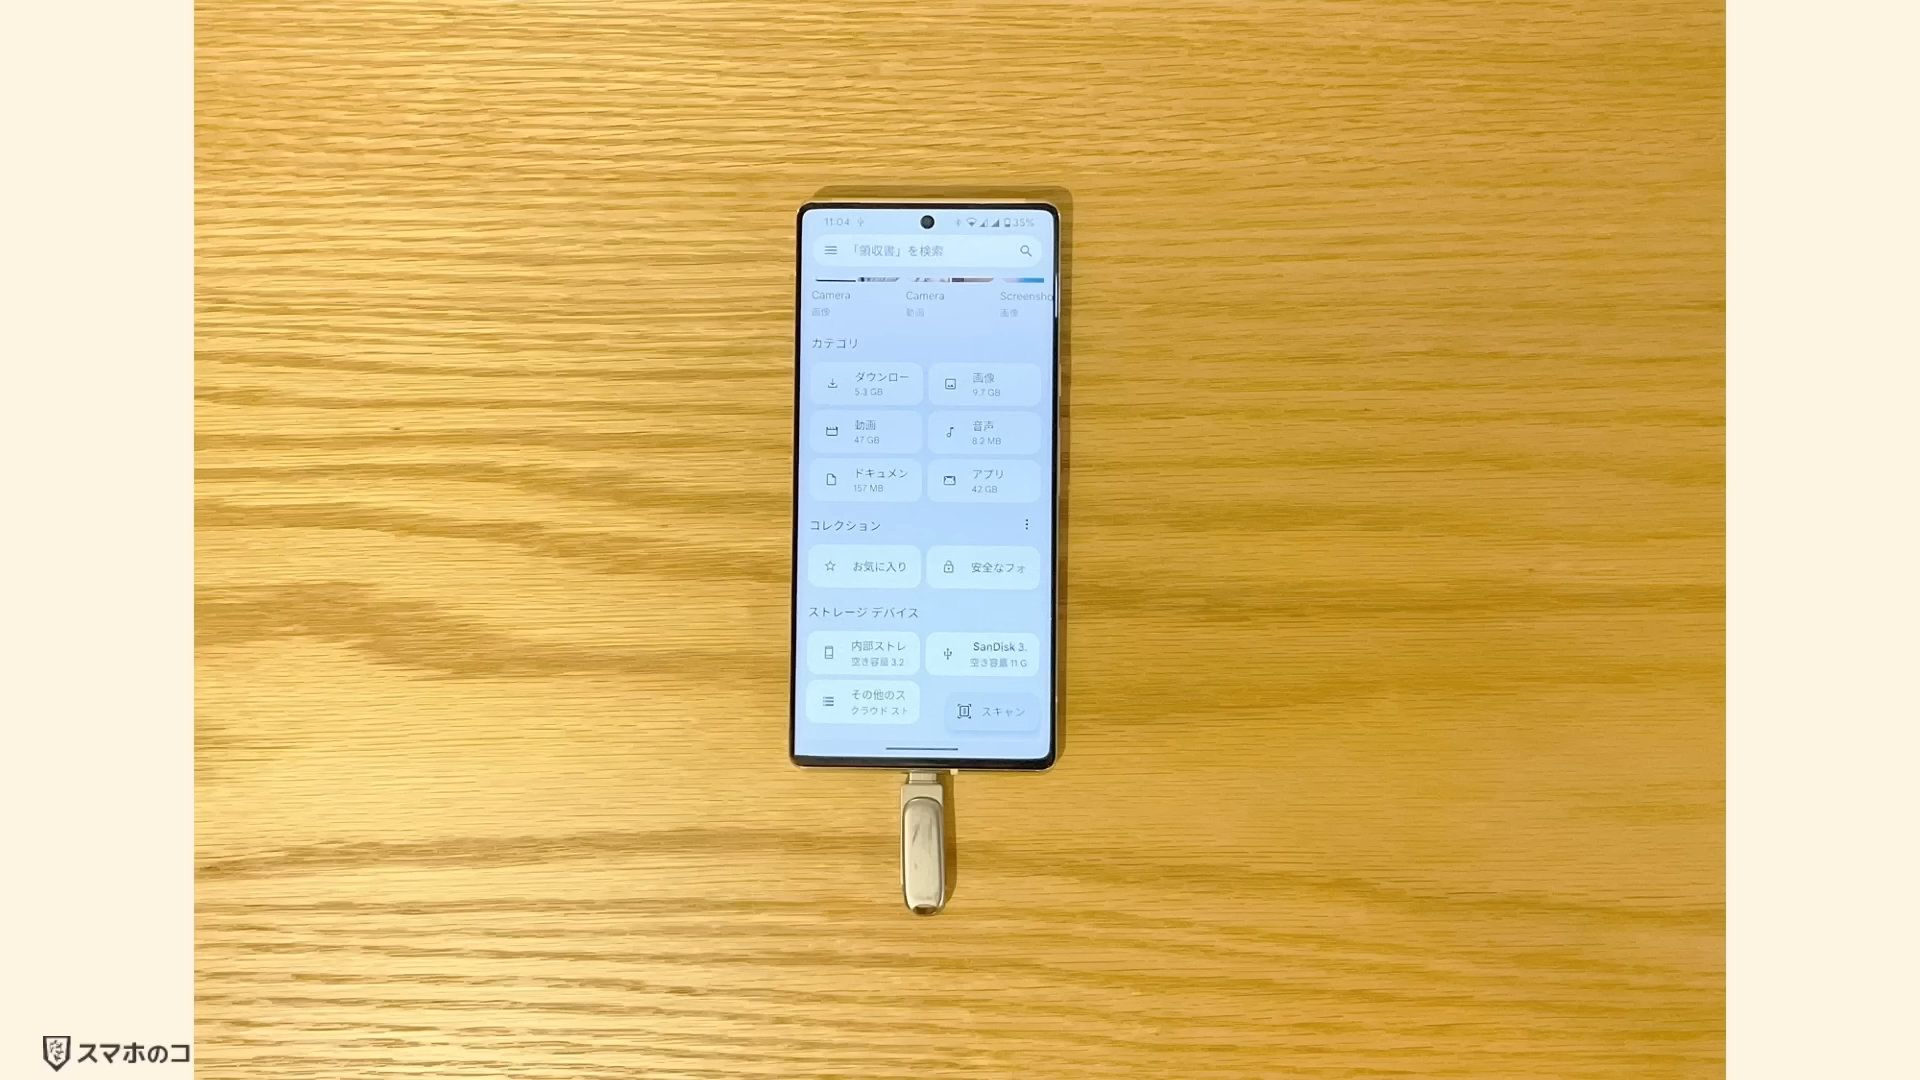 11:04 35%
「領収書」を検索
Camera Camera Screensho
画像 動画 画像
カテゴリ
ダウンロー 画像
5.3 GB 9.7 GB
動画 音声
47 GB 8.2 MB
ドキュメン アプリ
157 MB 42 GB
コレクション
お気に入り 安全なフォ
ストレージ デバイス
内部ストレ SanDisk 3.
空き容量 3.2 空き容量 11 G
その他のス スキャン
クラウド スト
スマホのコ